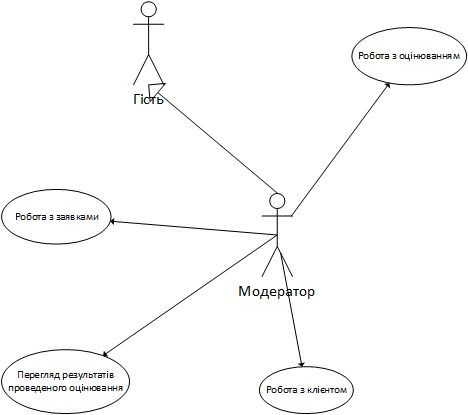 Робота з оцінюванням
Гість
Робота з заявками
Модератор
Перегляд результатів
проведеного оцінювання
Робота з клієнтом